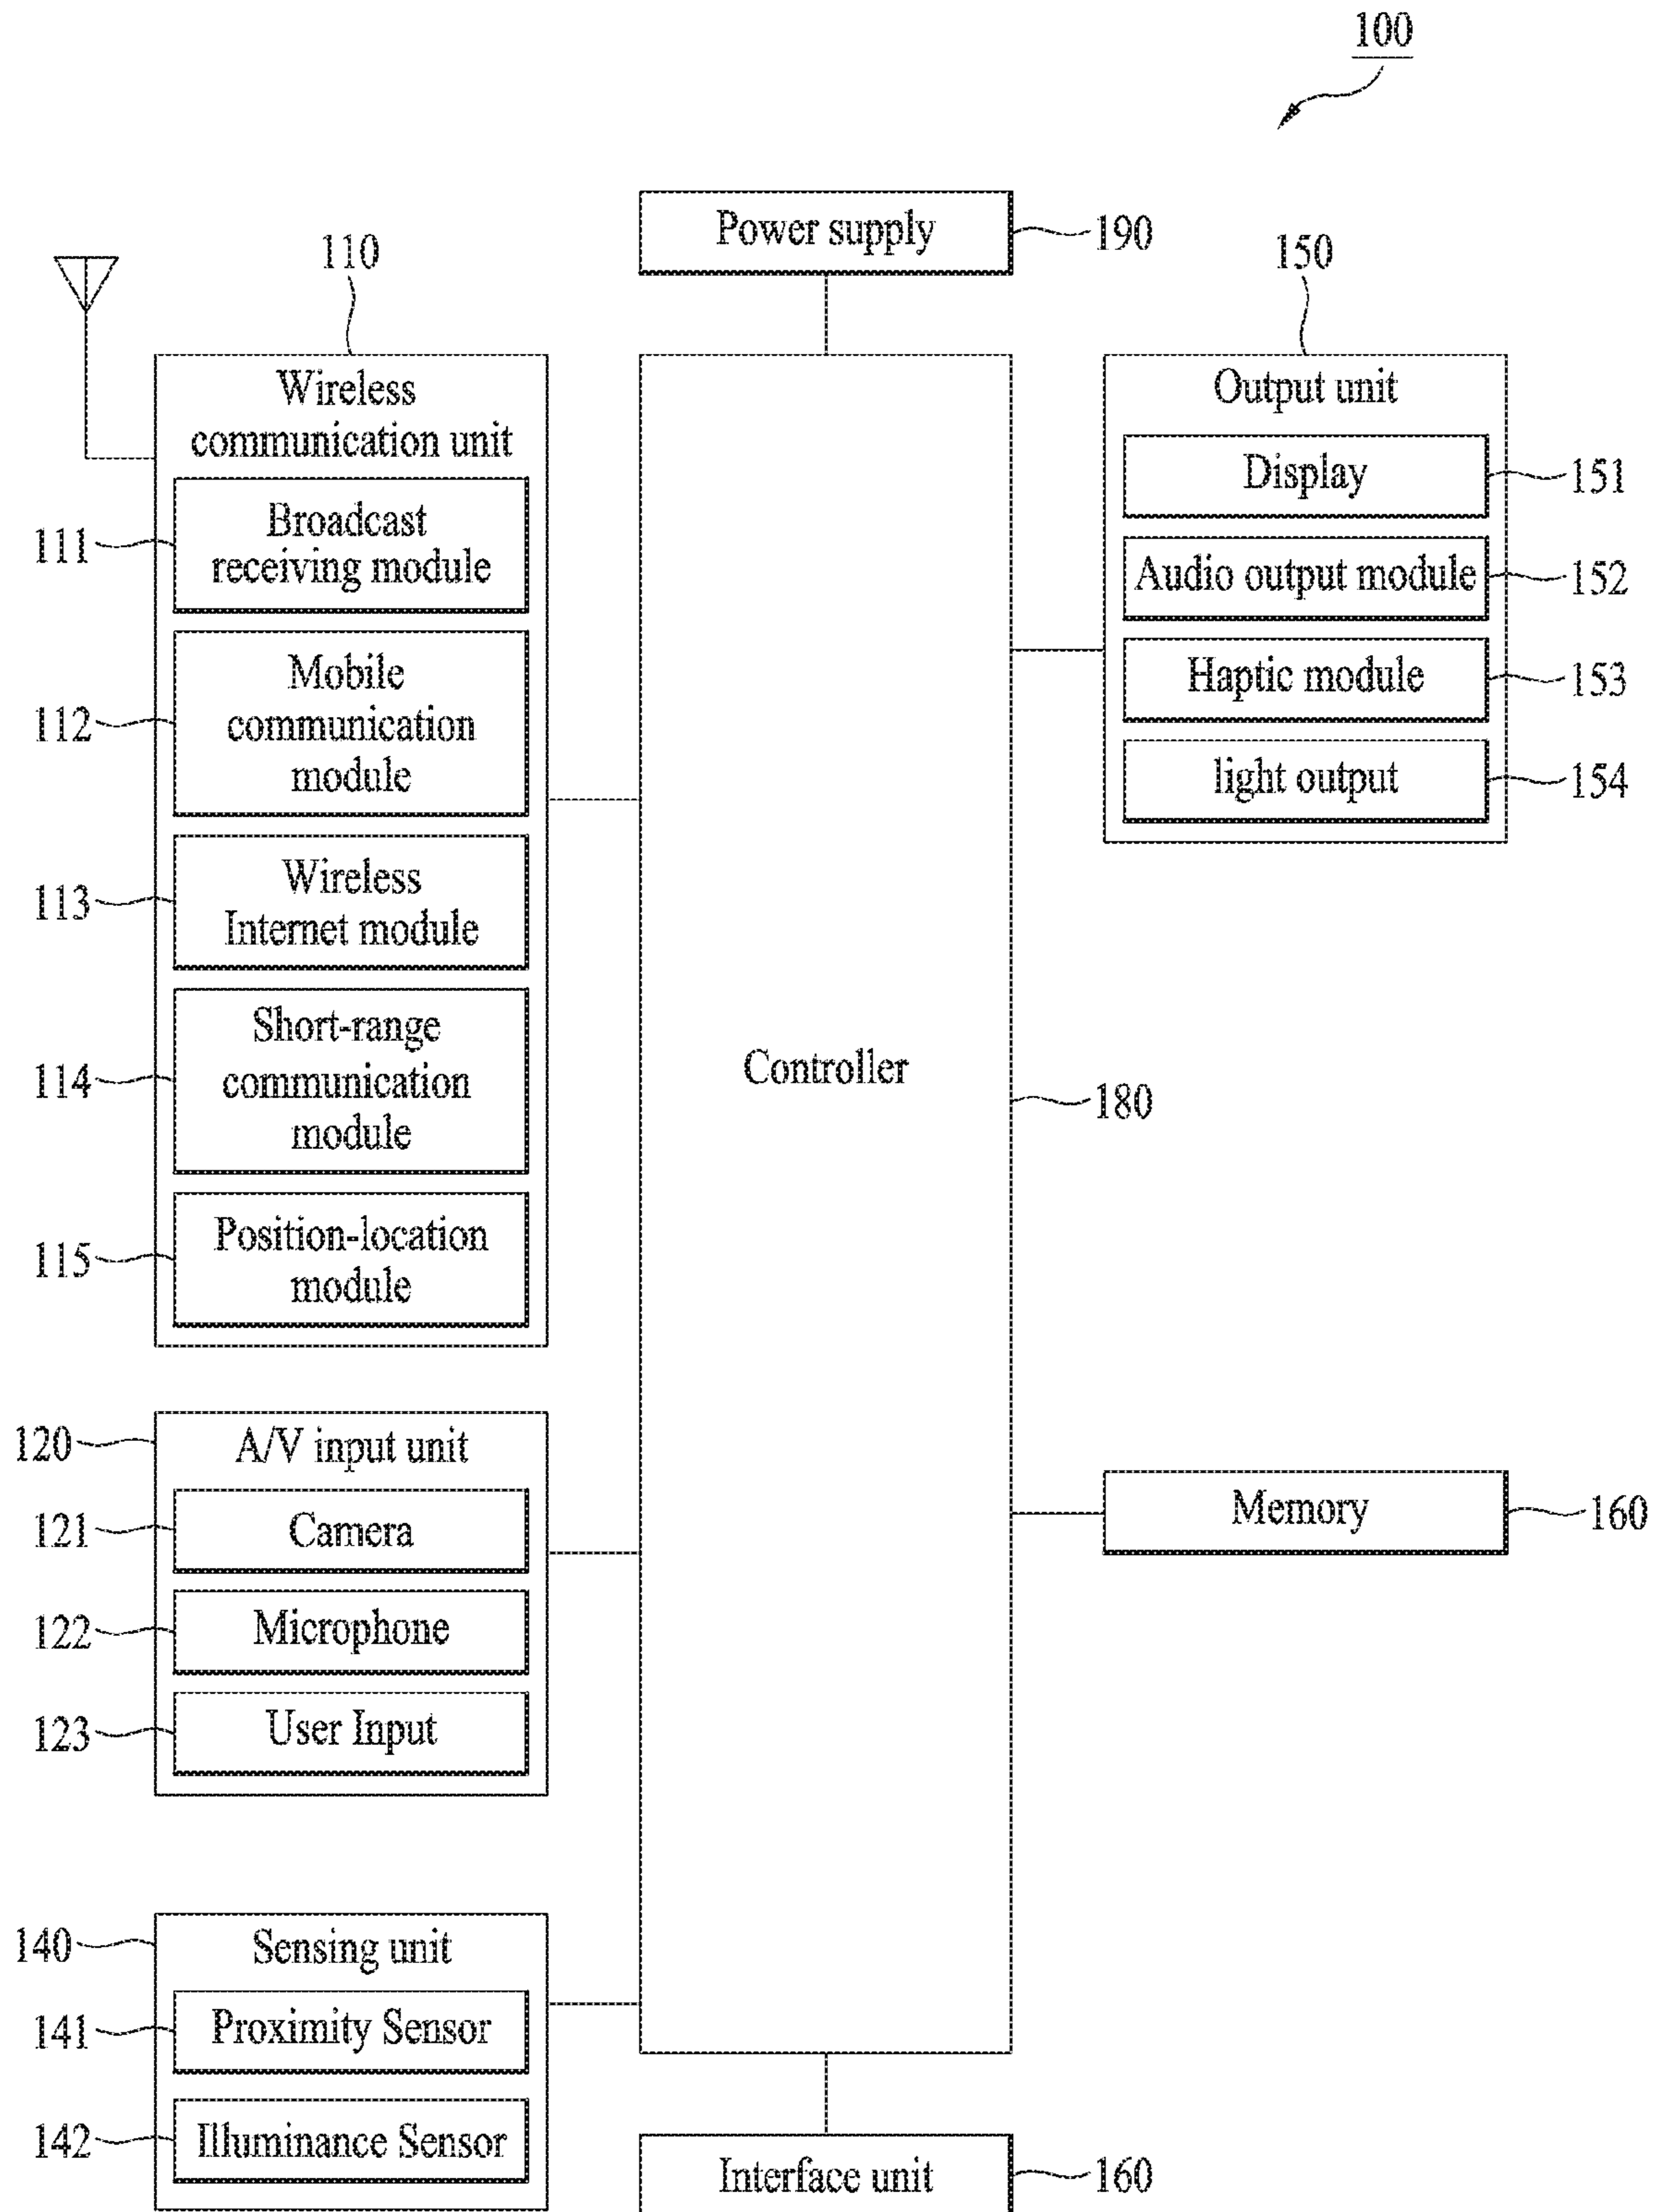 100
Power supply
190
110
150
Wireless
communication unit
111
Broadcast
receiving module
112
Mobile
communication
module
113
Wireless
Internet module
114
Short-range
communication
module
115
Position-location
module
Controller
180
Output unit
Display
151
Audio output module
152
Haptic module
153
light output
154
120
A/V input unit
121
Camera
122
Microphone
123
User Input
Memory
160
140
Sensing unit
141
Proximity Sensor
142
Illuminance Sensor
Interface unit
160